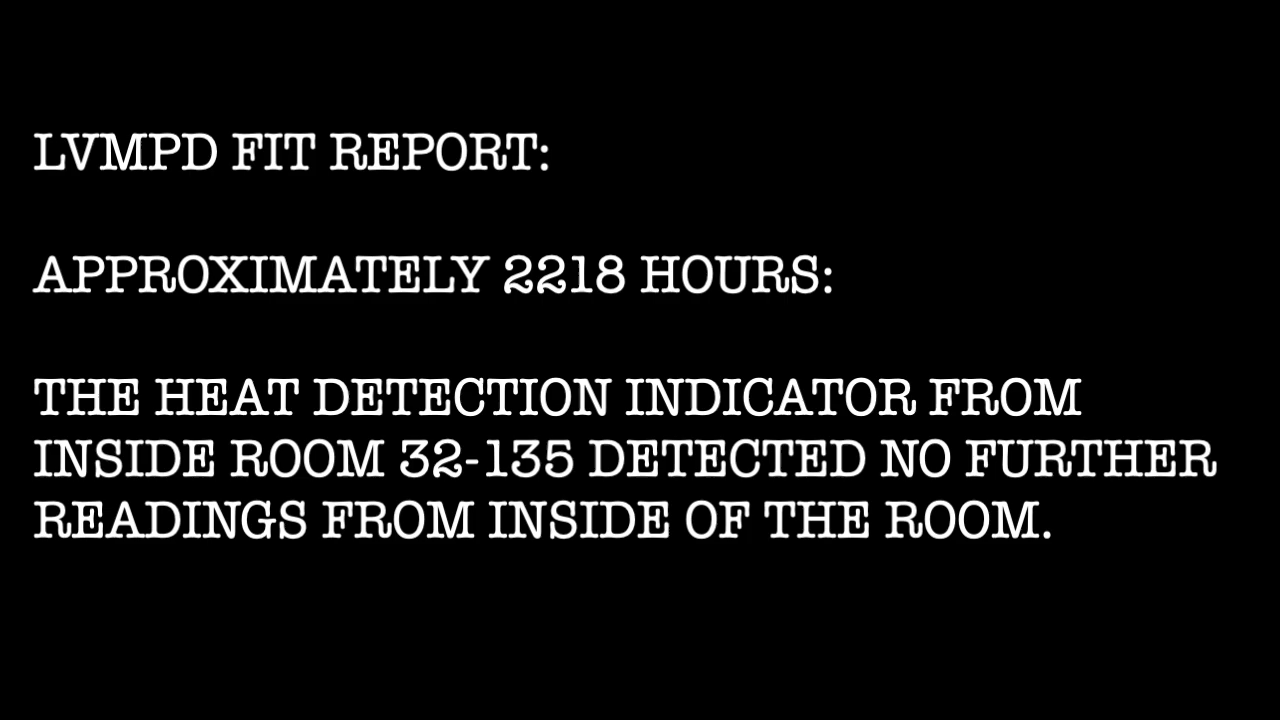 LVMPD FIT REPORT:
APPROXIMATELY 2218 HOURS:
THE HEAT DETECTION INDICATOR FROM
INSIDE ROOM 32-135 DETECTED NO FURTHER
READINGS FROM INSIDE OF THE ROOM.